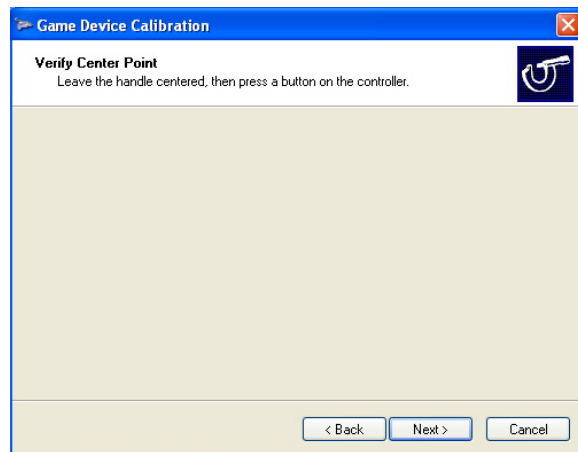 Game Device Calibration
Verify Center Point
Leave the handle centered, then press a button on the controller.
< Back Next > Cancel